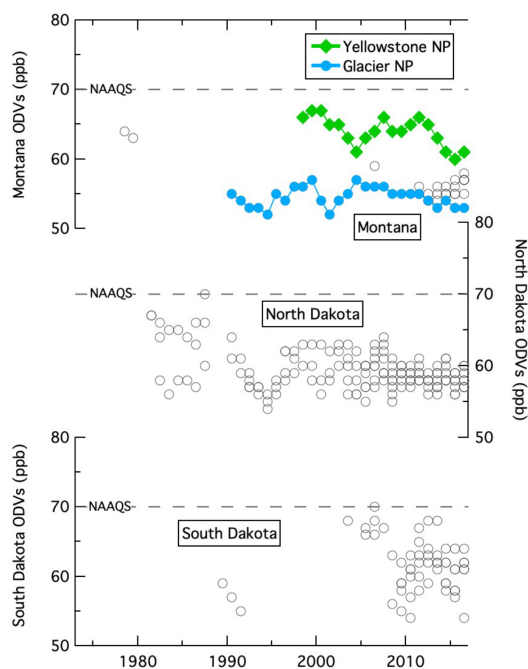 80
Yellowstone NP
Glacier NP
70
NAAQS
Montana ODVs (ppb)
60
50
Montana
80
NAAQS
70
North Dakota
North Dakota ODVs (ppb)
60
50
80
70
NAAQS
South Dakota
South Dakota ODVs (ppb)
60
50
1980
1990
2000
2010